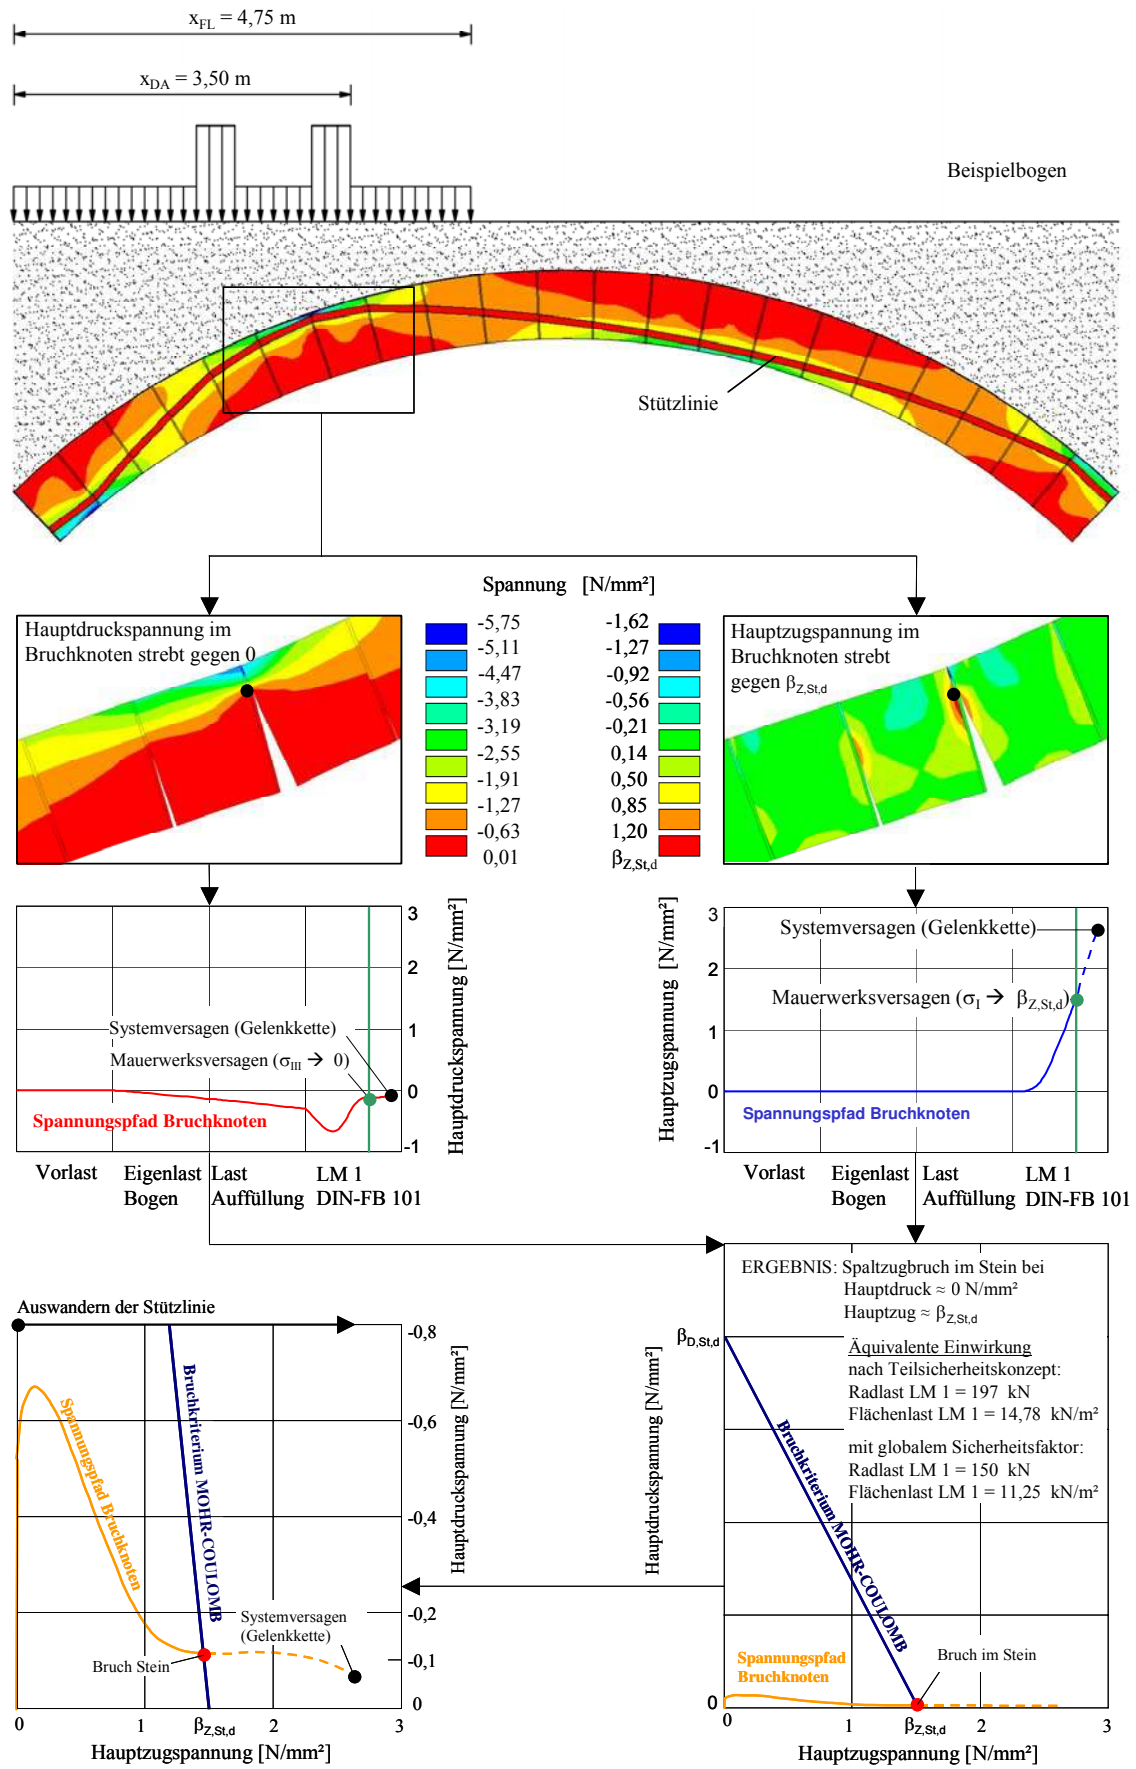 x_FL = 4,75 m
x_DA = 3,50 m
Beispielbogen
Stützlinie
Spannung [N/mm²]
Hauptdruckspannung im
Bruchknoten strebt gegen 0
-5,75
-5,11
-4,47
-3,83
-3,19
-2,55
-1,91
-1,27
-0,63
0,01
-1,62
-1,27
-0,92
-0,56
-0,21
0,14
0,50
0,85
1,20
β_Z,St,d
Hauptzugspannung im
Bruchknoten strebt
gegen β_Z,St,d
3
2
1
0
-1
Hauptdruckspannung [N/mm²]
Systemversagen (Gelenkkette)
Mauerwerksversagen (σ_III → 0)
Spannungspfad Bruchknoten
Vorlast
Eigenlast
Bogen
Last
Auffüllung
LM 1
DIN-FB 101
Hauptzugspannung [N/mm²]
3
2
1
0
-1
Systemversagen (Gelenkkette)
Mauerwerksversagen (σ_I → β_Z,St,d)
Spannungspfad Bruchknoten
Vorlast
Eigenlast
Bogen
Last
Auffüllung
LM 1
DIN-FB 101
Auswandern der Stützlinie
-0,8
-0,6
-0,4
-0,2
-0,1
0
Hauptdruckspannung [N/mm²]
Spannungspfad Bruchknoten
Bruchkriterium MOHR-COULOMB
Systemversagen
(Gelenkkette)
Bruch Stein
0
1
β_Z,St,d
2
3
Hauptzugspannung [N/mm²]
ERGEBNIS: Spaltzugbruch im Stein bei
Hauptdruck ≈ 0 N/mm²
Hauptzug ≈ β_Z,St,d
Äquivalente Einwirkung
nach Teilsicherheitskonzept:
Radlast LM 1 = 197 kN
Flächenlast LM 1 = 14,78 kN/m²
mit globalem Sicherheitsfaktor:
Radlast LM 1 = 150 kN
Flächenlast LM 1 = 11,25 kN/m²
β_D,St,d
Hauptdruckspannung [N/mm²]
Bruchkriterium MOHR-COULOMB
Spannungspfad
Bruchknoten
Bruch im Stein
0
0
1
β_Z,St,d
2
3
Hauptzugspannung [N/mm²]